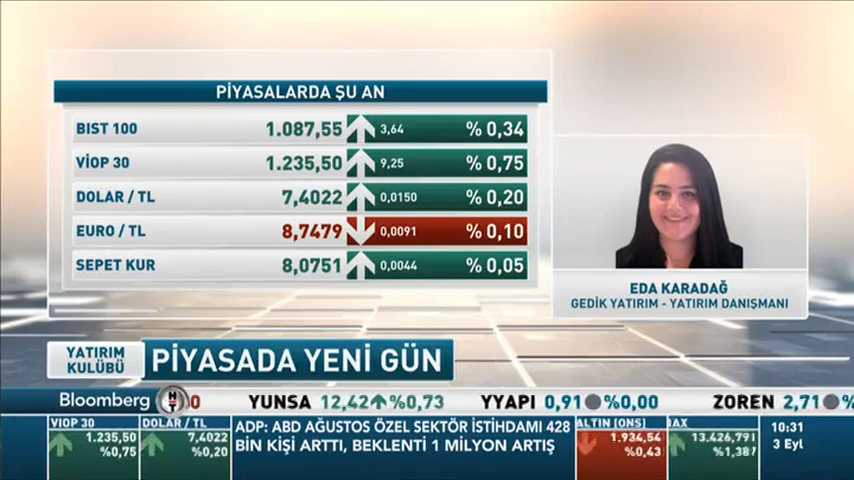 PİYASALARDA ŞU AN
BIST 100 1.087,55 3,64 % 0,34
VİOP 30 1.235,50 9,25 % 0,75
DOLAR / TL 7,4022 0,0150 % 0,20
EURO / TL 8,7479 0,0091 % 0,10
SEPET KUR 8,0751 0,0044 % 0,05
EDA KARADAĞ
GEDİK YATIRIM - YATIRIM DANIŞMANI
YATIRIM
KULÜBÜ
PİYASADA YENİ GÜN
Bloomberg HT YUNSA 12,42 %0,73 YYAPI 0,91 %0,00 ZOREN 2,71
VIOP 30
1.235,50
%0,75
DOLAR / TL
7,4022
%0,20
ADP: ABD AĞUSTOS ÖZEL SEKTÖR İSTİHDAMI 428
BİN KİŞİ ARTTI, BEKLENTİ 1 MİLYON ARTIŞ
ALTIN (ONS)
1.934,54
%0,43
13.426,791
%1,387
10:31
3 Eyl